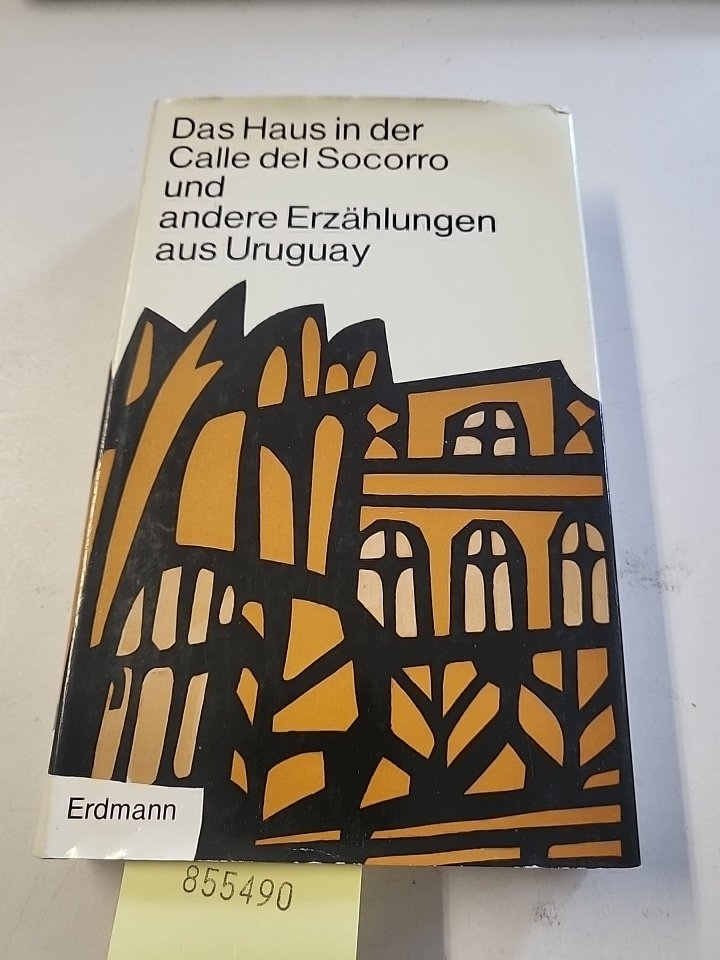 Das Haus in der
Calle del Socorro
und
andere Erzählungen
aus Uruguay
Erdmann
855490